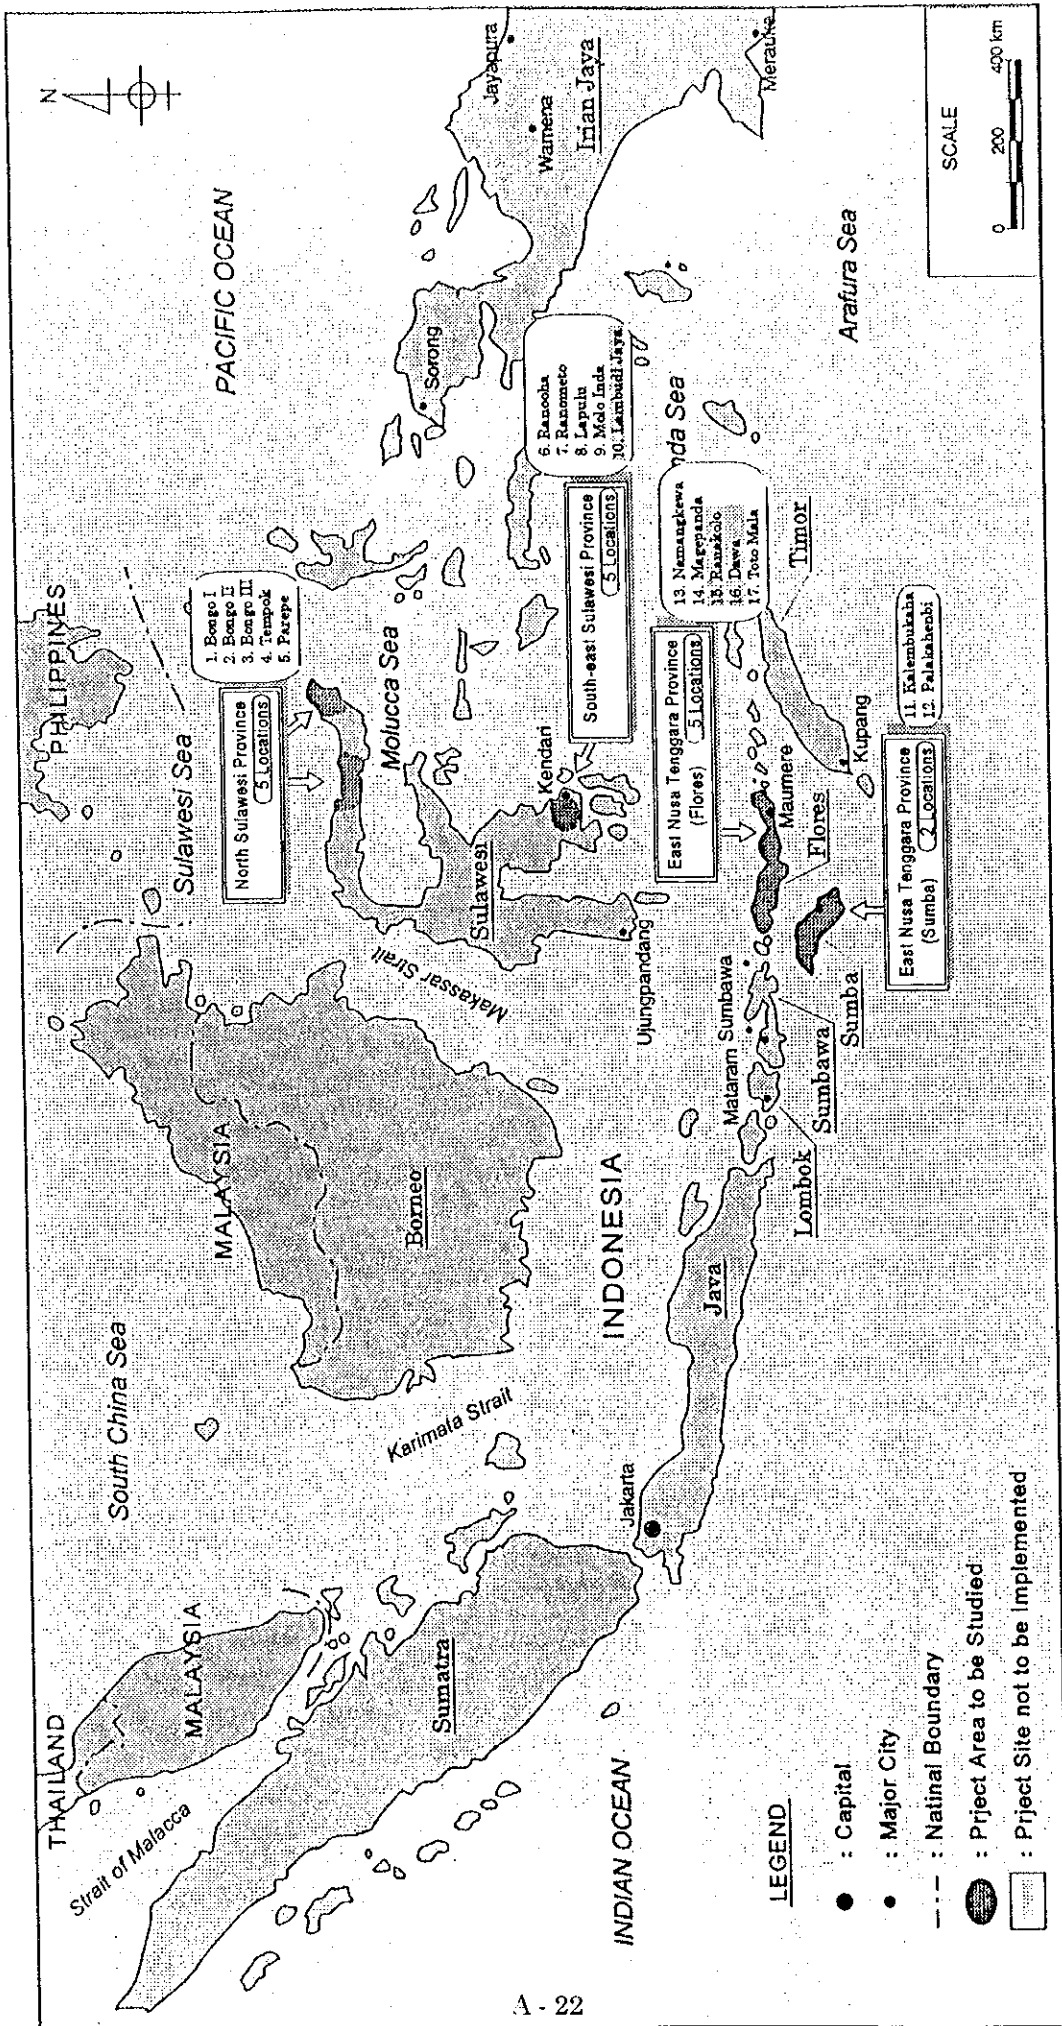 N
PHILIPPINES
PACIFIC OCEAN
THAILAND
South China Sea
MALAYSIA
MALAYSIA
Sulawesi Sea
Strait of Malacca
1. Bongo I
2. Bongo II
3. Bongo III
4. Tempok
5. Parepe
North Sulawesi Province
5 Locations
Molucca Sea
Sorong
Jayapura
Wamena
Irian Jaya
Merauke
Sumatra
Karimata Strait
Borneo
Makassar Strait
Sulawesi
Kendari
6. Ranooha
7. Ranometo
8. Lapulu
9. Molo Inda
10. Lambudi Jaya
South-east Sulawesi Province
5 Locations
INDIAN OCEAN
Jakarta
INDONESIA
Java
Ujungpandang
nda Sea
Arafura Sea
13. Namangkewa
14. Magepanda
15. Ranakolo
16. Dawa
17. Toto Mala
East Nusa Tenggara Province
(Flores)
5 Locations
Mataram
Sumbawa
Maumere
Flores
Timor
Kupang
Lombok
Sumbawa
Sumba
11. Kalembukaha
12. Palakahenbi
East Nusa Tenggara Province
(Sumba)
2 Locations
LEGEND
: Capital
: Major City
: Natinal Boundary
: Prject Area to be Studied
: Prject Site not to be Implemented
SCALE
0 200 400 km
A - 22